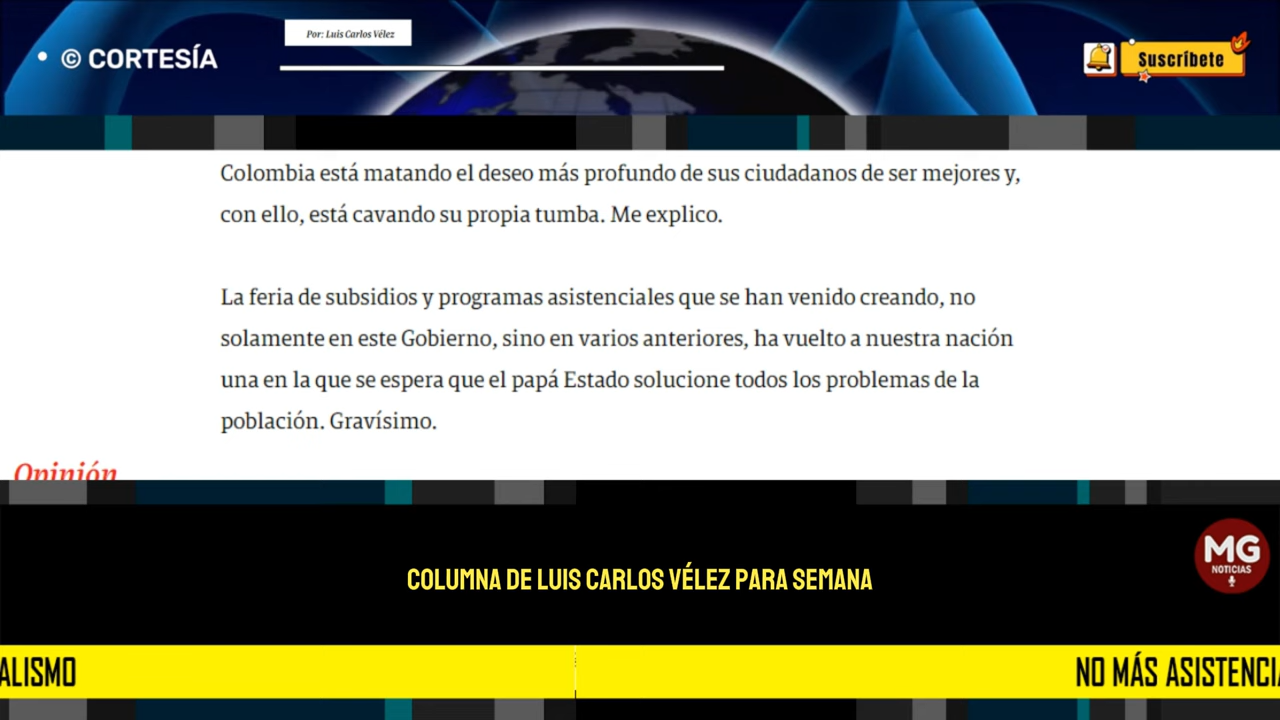 Por: Luis Carlos Vélez
• © CORTESÍA
Suscríbete
Colombia está matando el deseo más profundo de sus ciudadanos de ser mejores y,
con ello, está cavando su propia tumba. Me explico.
La feria de subsidios y programas asistenciales que se han venido creando, no
solamente en este Gobierno, sino en varios anteriores, ha vuelto a nuestra nación
una en la que se espera que el papá Estado solucione todos los problemas de la
población. Gravísimo.
Opinión
MG
NOTICIAS
COLUMNA DE LUIS CARLOS VÉLEZ PARA SEMANA
ALISMO
NO MÁS ASISTENCI